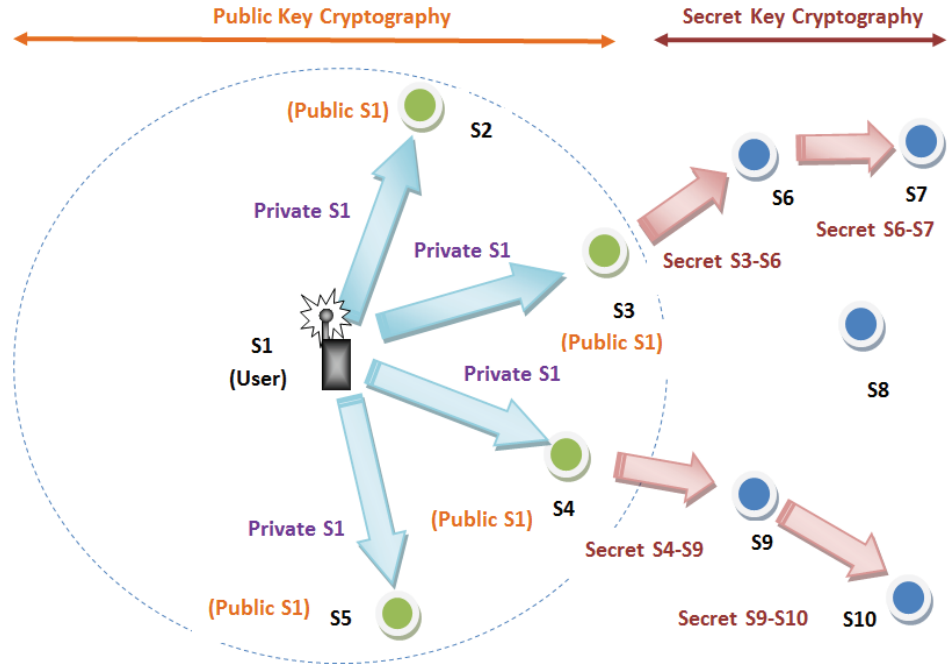 Public Key Cryptography
Secret Key Cryptography
(Public S1)
S2
S6
S7
Private S1
Secret S6-S7
Private S1
Secret S3-S6
S3
(Public S1)
S1
(User)
Private S1
S8
S4
(Public S1)
Private S1
Secret S4-S9
S9
(Public S1)
S5
Secret S9-S10
S10